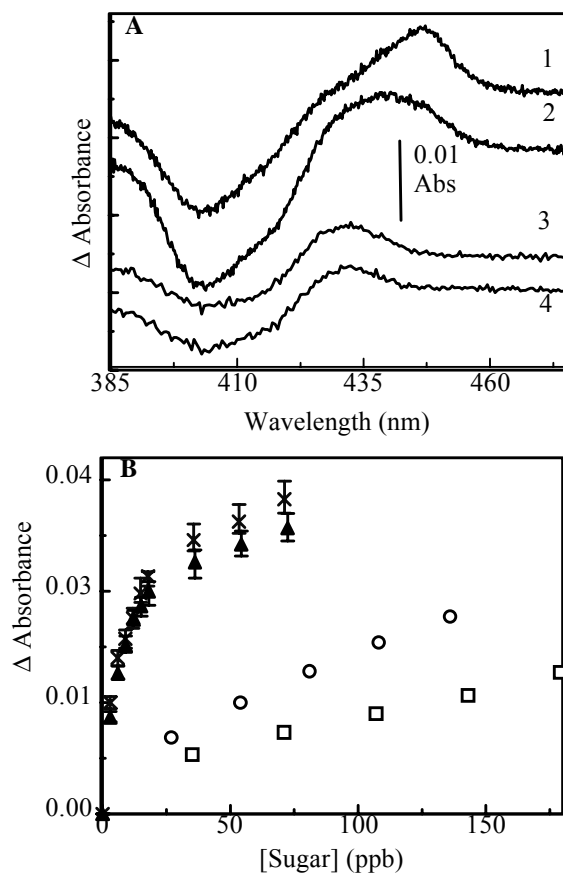 A
1
2
0.01
Abs
3
4
Δ Absorbance
385 410 435 460
Wavelength (nm)
B
0.04
0.03
0.01
0.00
Δ Absorbance
0 50 100 150
[Sugar] (ppb)